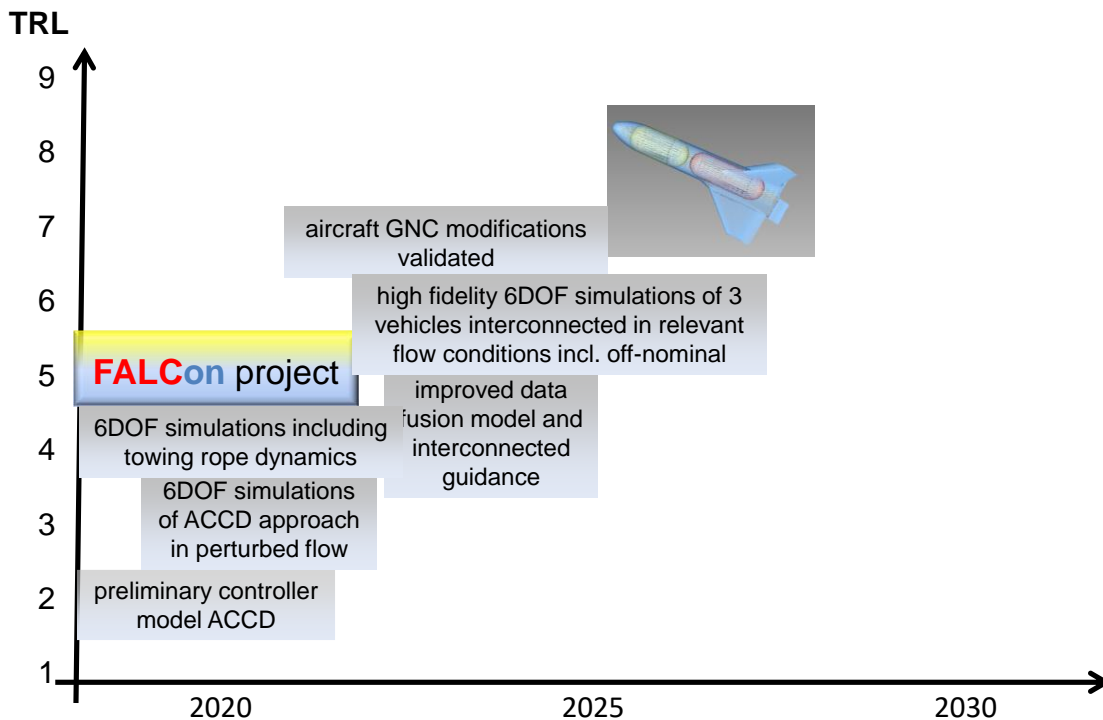 TRL
9
8
7
aircraft GNC modifications
validated
6
high fidelity 6DOF simulations of 3
vehicles interconnected in relevant
flow conditions incl. off-nominal
5
FALCon project
improved data
fusion model and
interconnected
guidance
4
6DOF simulations including
towing rope dynamics
3
6DOF simulations
of ACCD approach
in perturbed flow
2
preliminary controller
model ACCD
1
2020
2025
2030